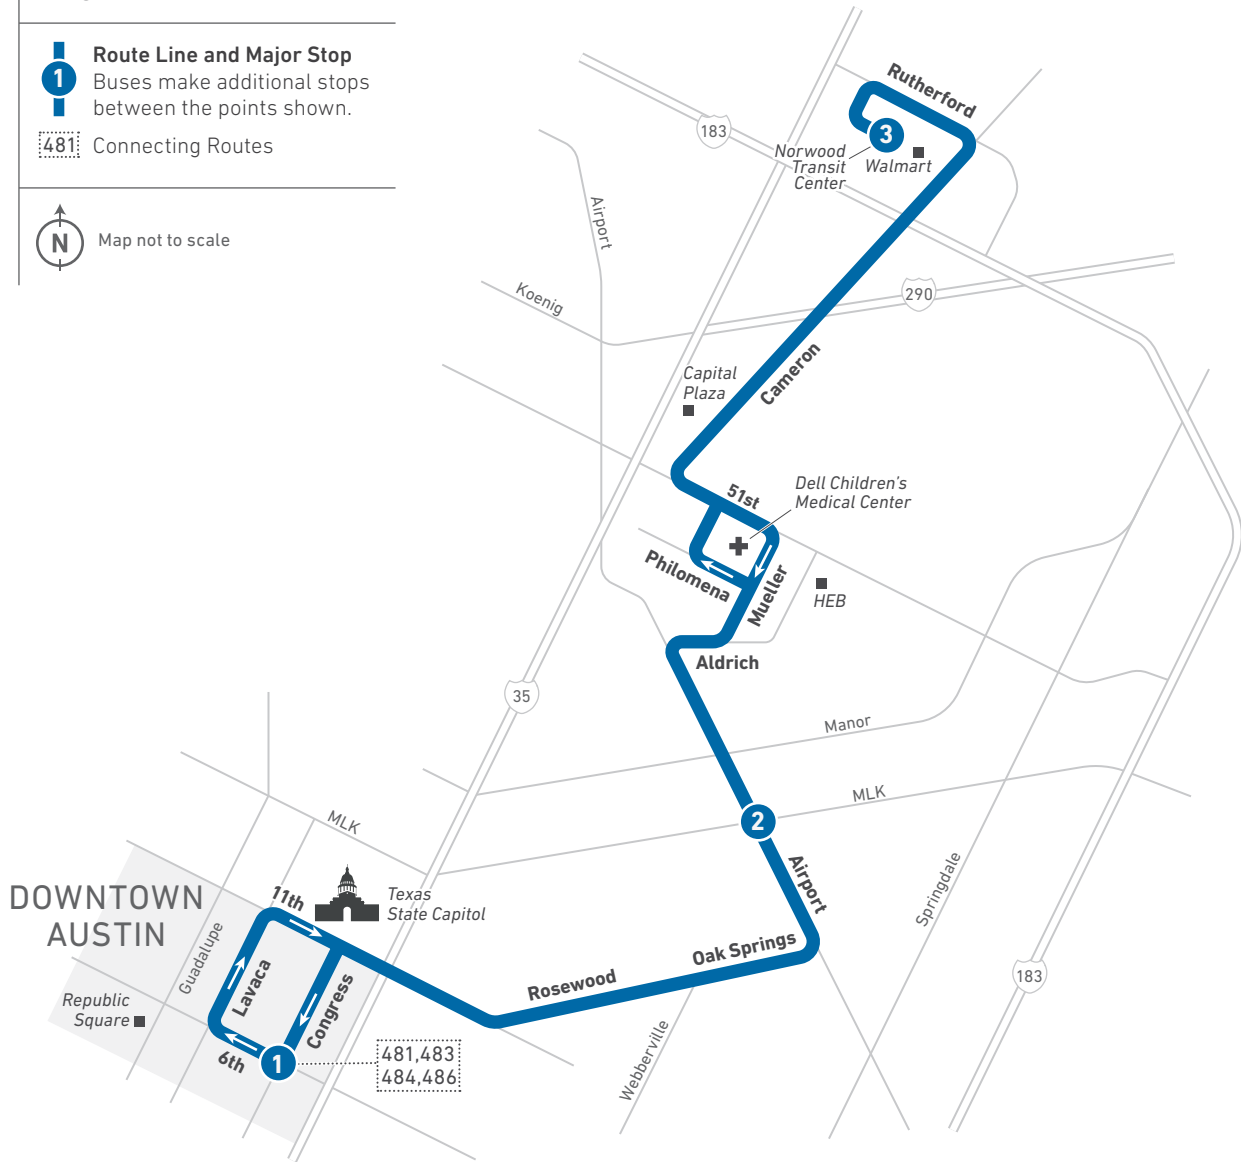 Route Line and Major Stop
1
Buses make additional stops
between the points shown.
481 Connecting Routes
N Map not to scale
Rutherford
183
3
Norwood
Transit
Center
Walmart
Airport
Koenig
290
Cameron
Capital
Plaza
51st
Dell Children's
Medical Center
Philomena
Mueller
HEB
Aldrich
35
Manor
MLK
2
MLK
Airport
Springdale
DOWNTOWN
AUSTIN
11th
Texas
State Capitol
Guadalupe
Lavaca
Congress
Oak Springs
Rosewood
183
Republic
Square
6th
1
481,483
484,486
Webberville